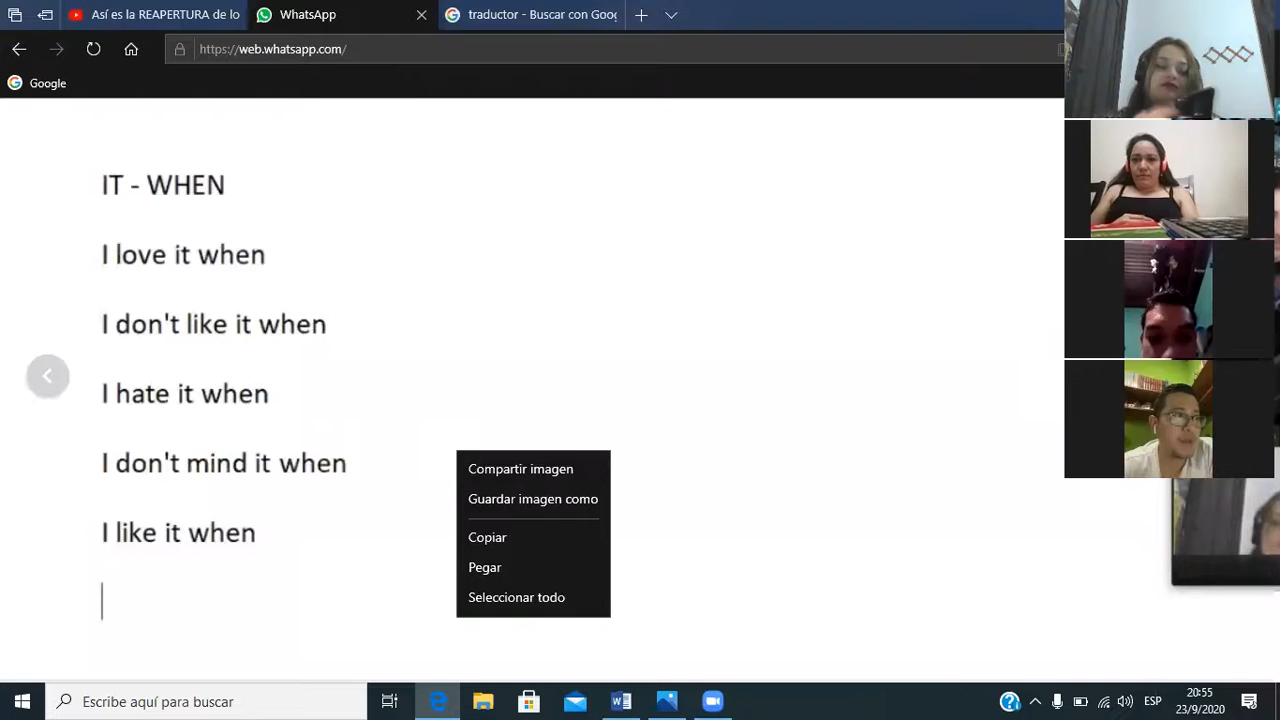 Así es la REAPERTURA de lo
WhatsApp
traductor - Buscar con Goog
https://web.whatsapp.com/
Google
IT - WHEN
I love it when
I don't like it when
I hate it when
I don't mind it when
I like it when
Compartir imagen
Guardar imagen como
Copiar
Pegar
Seleccionar todo
Escribe aquí para buscar
ESP
20:55
23/9/2020